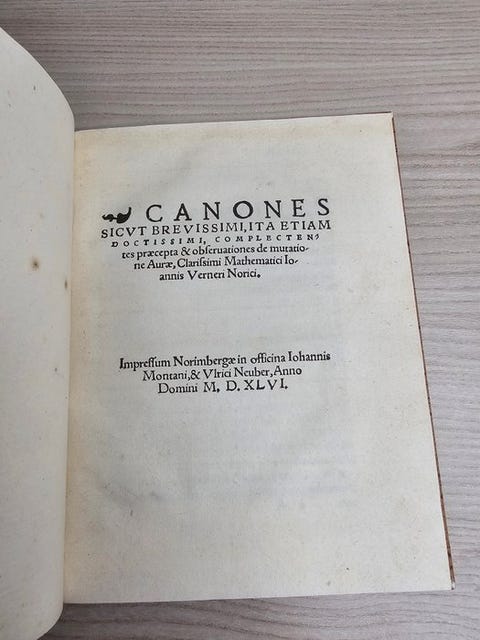 CANONES
SICVT BREVISSIMI, ITA ETIAM
DOCTISSIMI, COMPLECTEN-
tes præcepta & obſeruationes de mutatio-
ne Auræ, Clariſsimi Mathematici Io-
annis Verneri Norici.
Impreſſum Norimbergæ in officina Iohannis
Montani, & Vlrici Neuber, Anno
Domini M. D. XLVI.